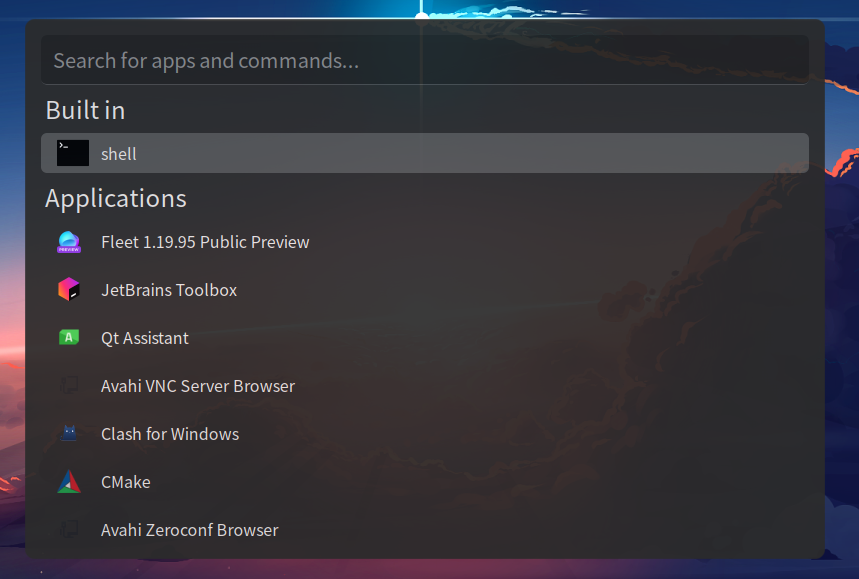 Search for apps and commands...
Built in
>_
shell
Applications
PREVIEW
Fleet 1.19.95 Public Preview
JetBrains Toolbox
A
Qt Assistant
Avahi VNC Server Browser
Clash for Windows
CMake
Avahi Zeroconf Browser